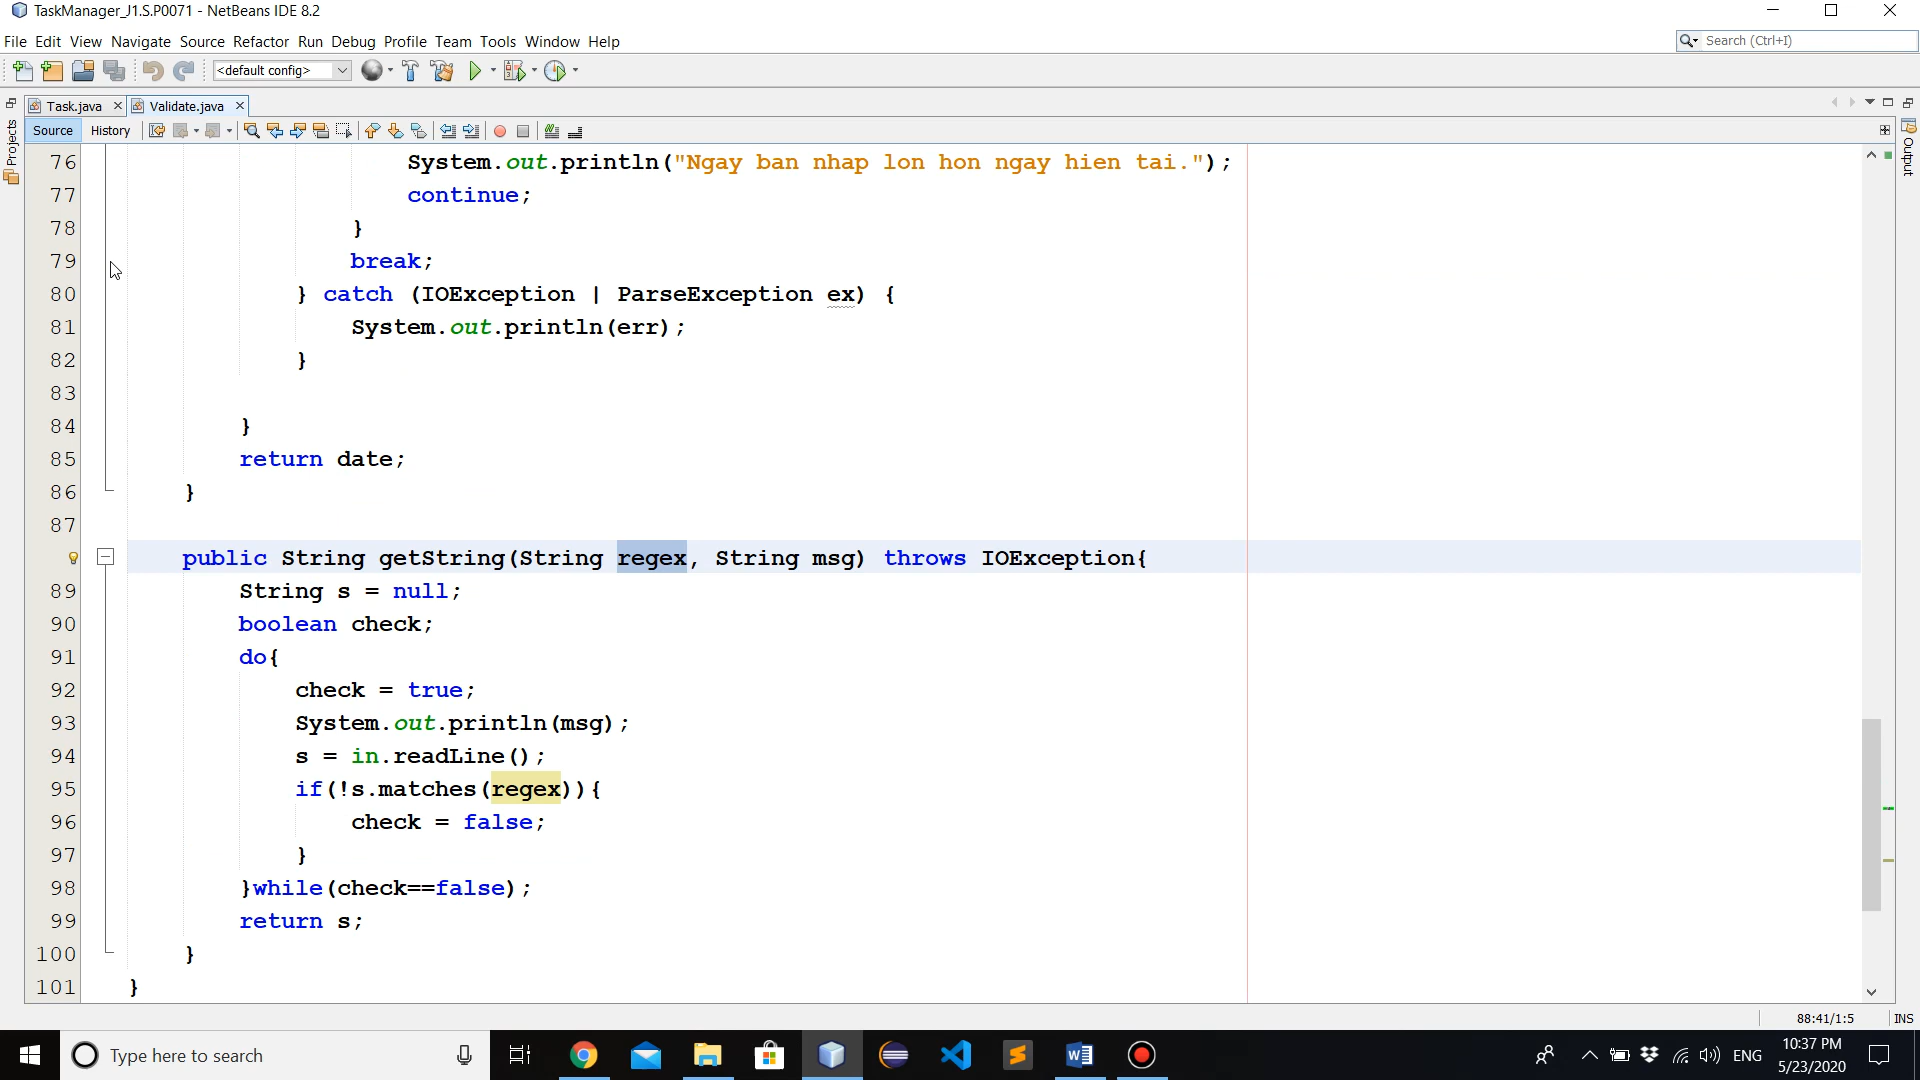 TaskManager_J1.S.P0071 - NetBeans IDE 8.2
File Edit View Navigate Source Refactor Run Debug Profile Team Tools Window Help
Search (Ctrl+I)
<default config>
Task.java
Validate.java
Source
History
Projects
Output
76 System.out.println("Ngay ban nhap lon hon ngay hien tai.");
77 continue;
78 }
79 break;
80 } catch (IOException | ParseException ex) {
81 System.out.println(err);
82 }
83
84 }
85 return date;
86 }
87
public String getString(String regex, String msg) throws IOException{
89 String s = null;
90 boolean check;
91 do{
92 check = true;
93 System.out.println(msg);
94 s = in.readLine();
95 if(!s.matches(regex)){
96 check = false;
97 }
98 }while(check==false);
99 return s;
100 }
101 }
88:41/1:5
INS
Type here to search
ENG
10:37 PM
5/23/2020